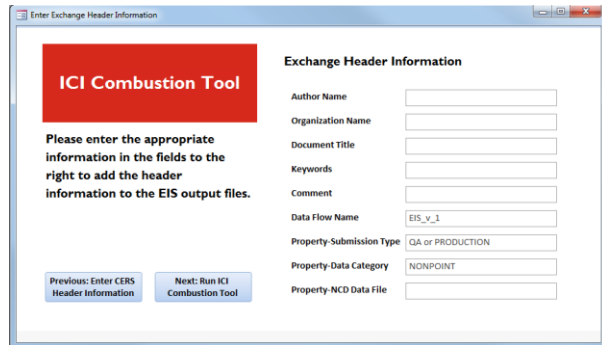 Enter Exchange Header Information
ICI Combustion Tool
Please enter the appropriate
information in the fields to the
right to add the header
information to the EIS output files.
Previous: Enter CERS
Header Information
Next: Run ICI
Combustion Tool
Exchange Header Information
Author Name
Organization Name
Document Title
Keywords
Comment
Data Flow Name EIS_v_1
Property-Submission Type QA or PRODUCTION
Property-Data Category NONPOINT
Property-NCD Data File